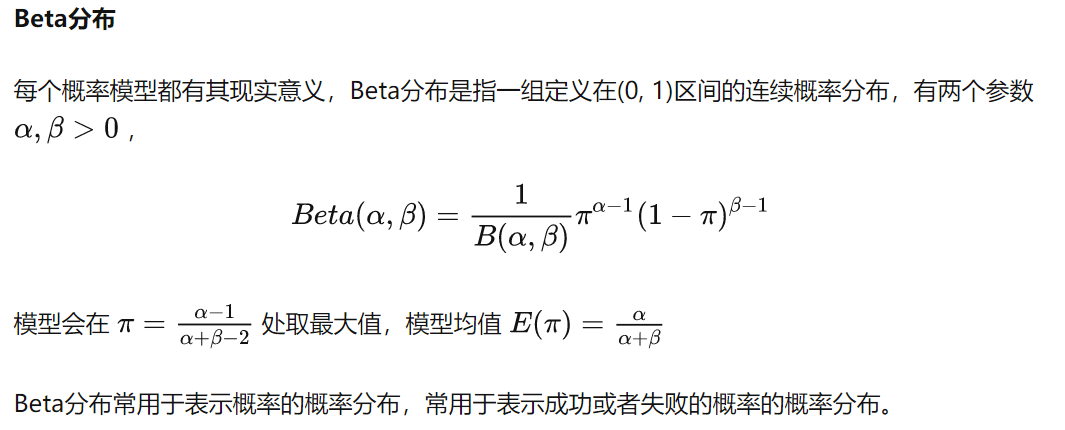 Beta分布
每个概率模型都有其现实意义，Beta分布是指一组定义在(0, 1)区间的连续概率分布，有两个参数
α, β > 0 ，
Beta(α, β) = \frac{1}{B(α, β)} π^{α−1}(1 − π)^{β−1}
模型会在 π = \frac{α−1}{α+β−2} 处取最大值，模型均值 E(π) = \frac{α}{α+β}
Beta分布常用于表示概率的概率分布，常用于表示成功或者失败的概率的概率分布。